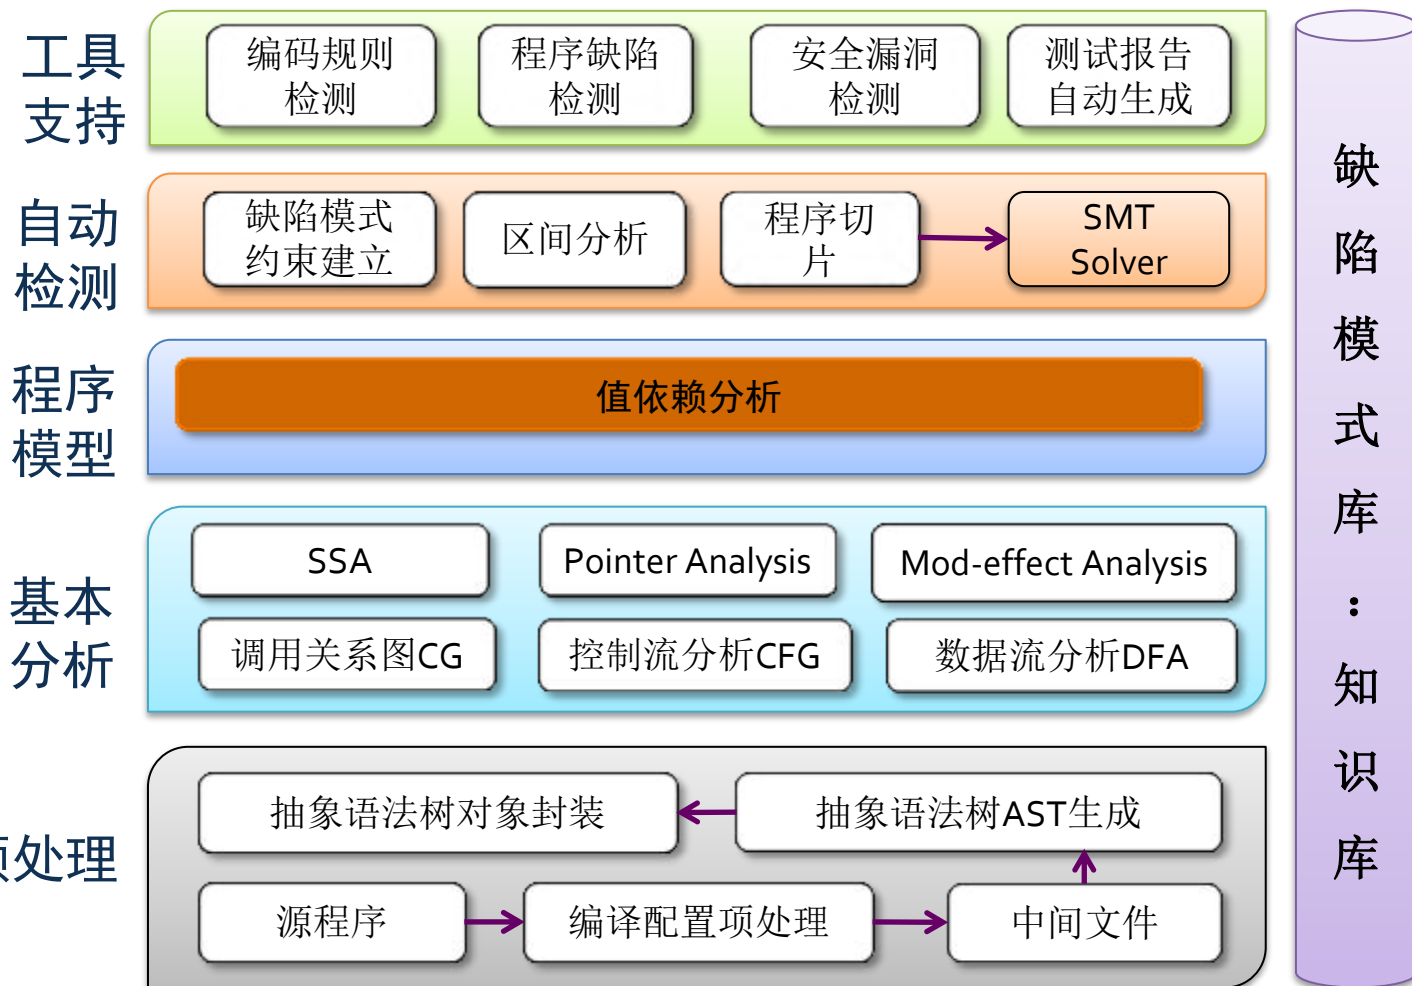 工具
支持
编码规则
检测
程序缺陷
检测
安全漏洞
检测
测试报告
自动生成
自动
检测
缺陷模式
约束建立
区间分析
程序切
片
SMT
Solver
程序
模型
值依赖分析
基本
分析
SSA
Pointer Analysis
Mod-effect Analysis
调用关系图CG
控制流分析CFG
数据流分析DFA
预处理
抽象语法树对象封装
抽象语法树AST生成
源程序
编译配置项处理
中间文件
缺
陷
模
式
库
：
知
识
库